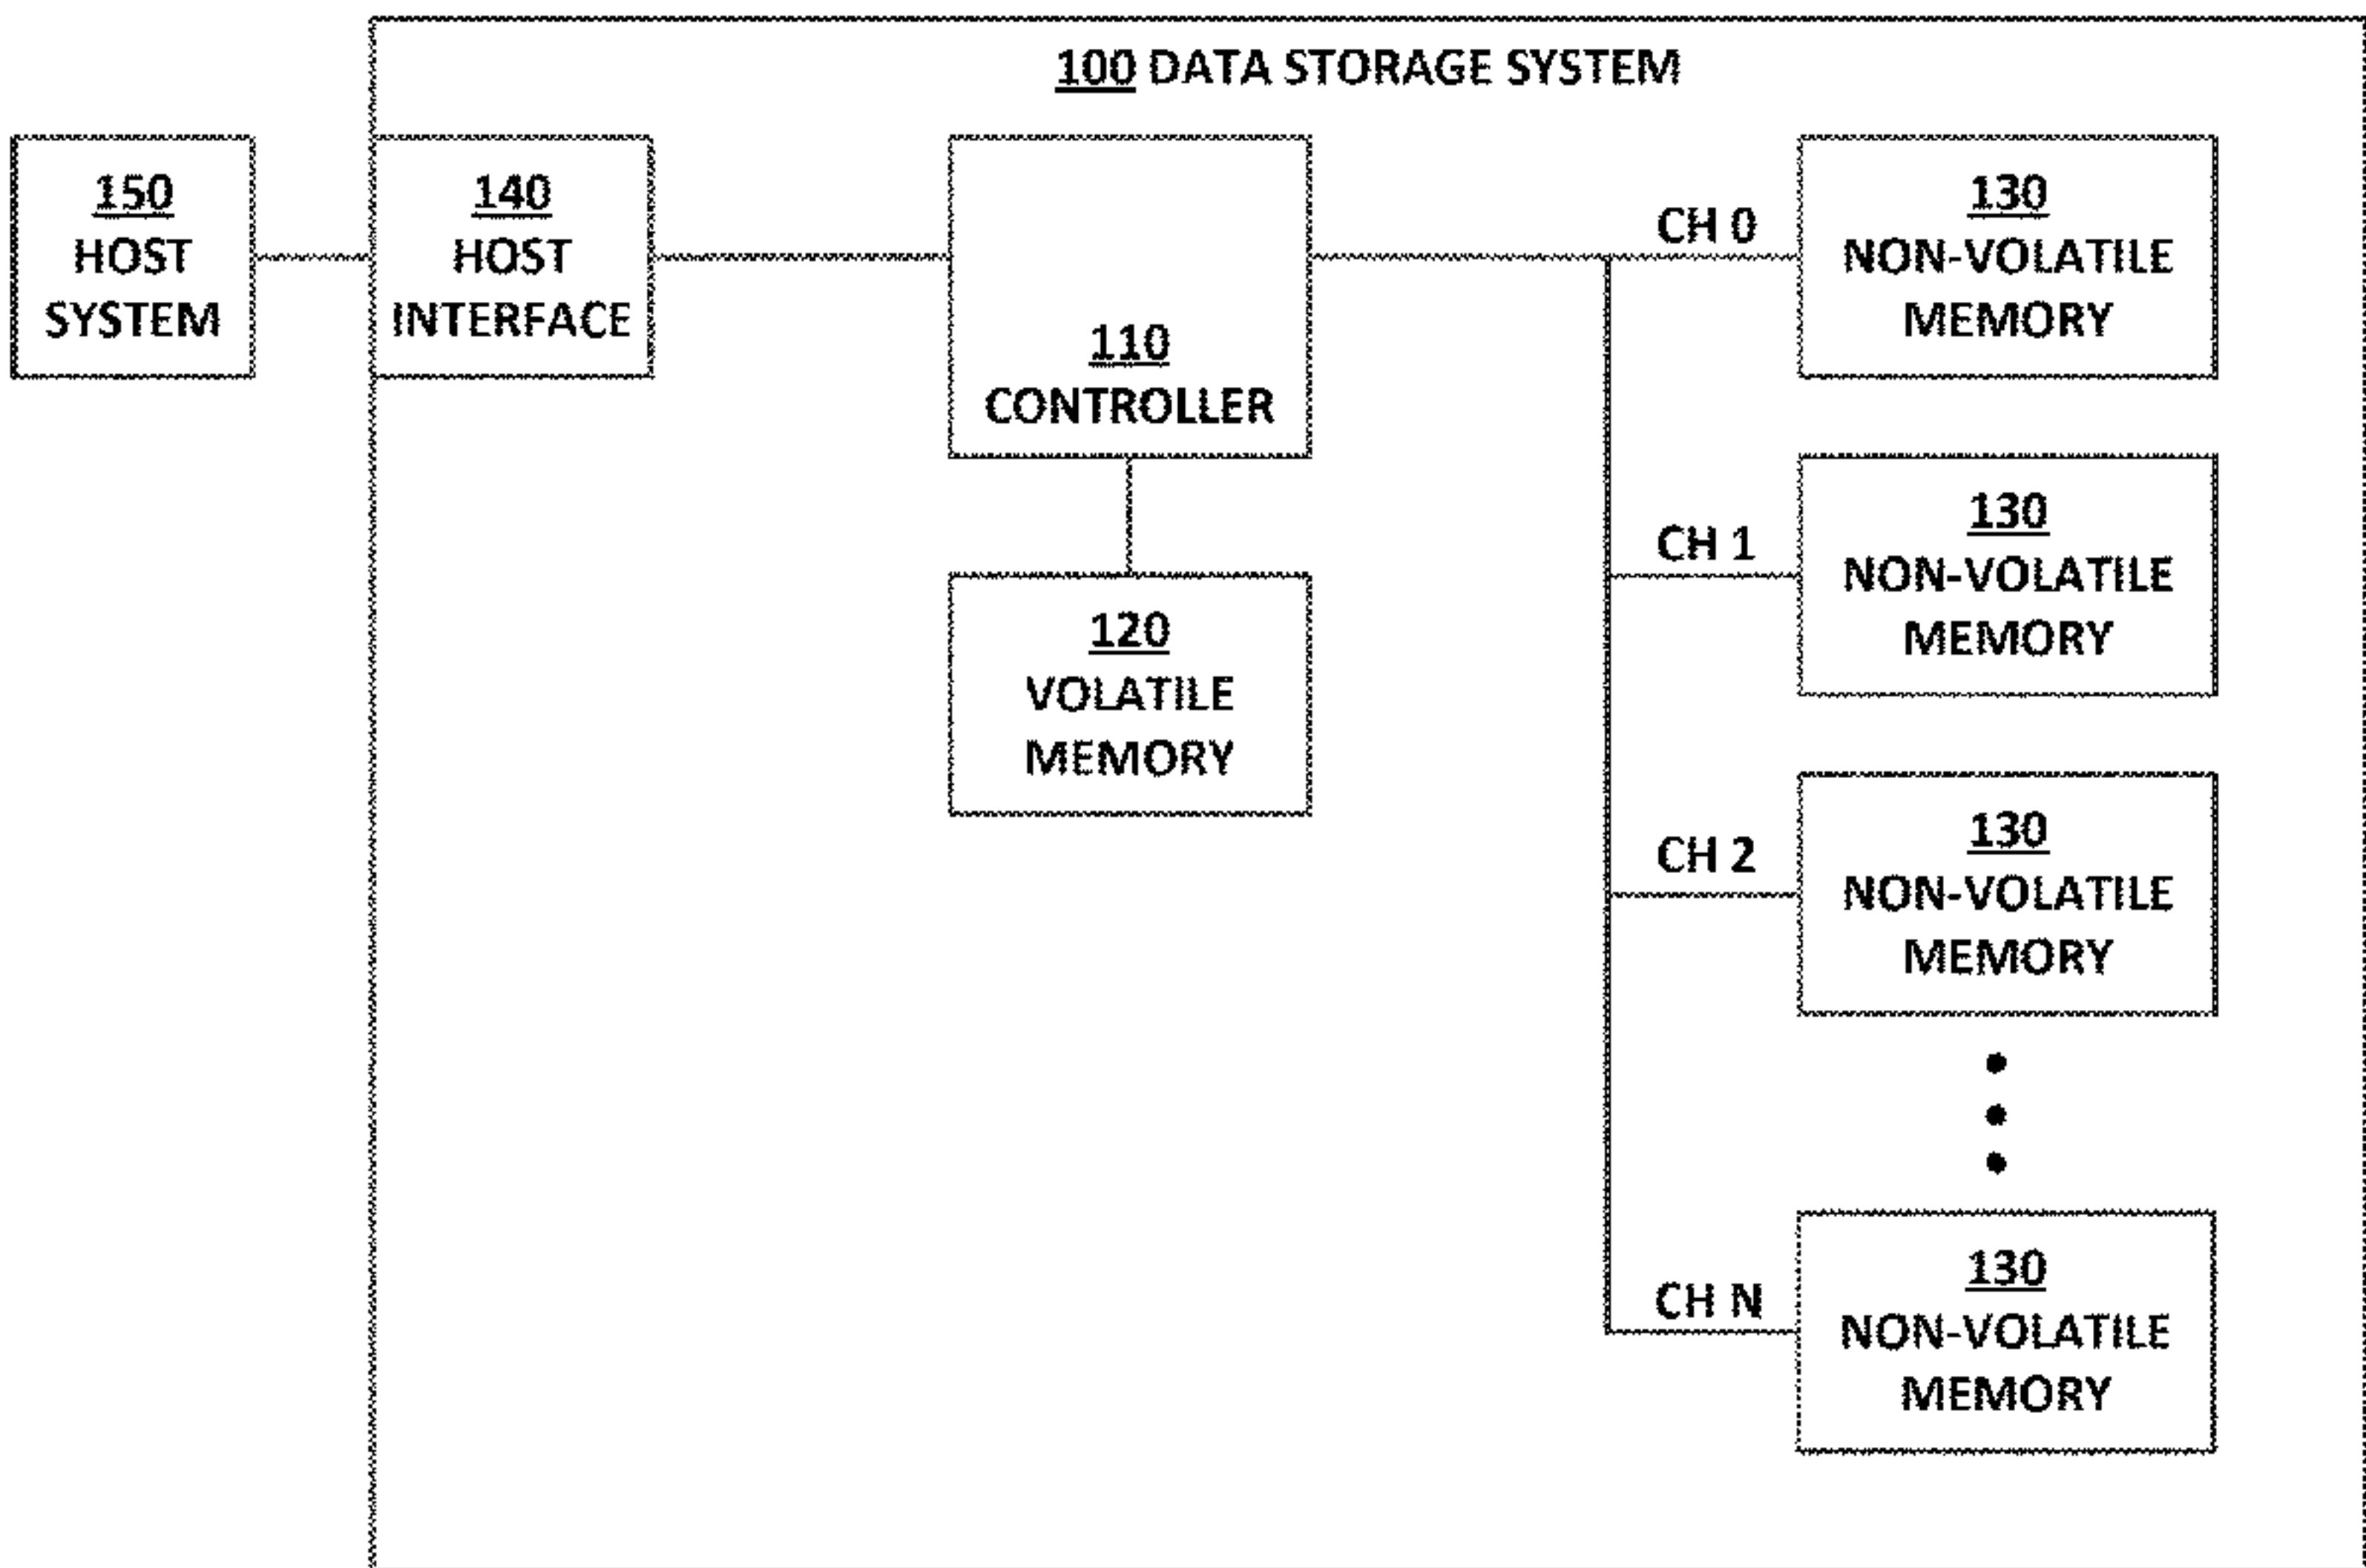 100 DATA STORAGE SYSTEM
150
HOST
SYSTEM
140
HOST
INTERFACE
110
CONTROLLER
120
VOLATILE
MEMORY
CH 0
130
NON-VOLATILE
MEMORY
CH 1
130
NON-VOLATILE
MEMORY
CH 2
130
NON-VOLATILE
MEMORY
CH N
130
NON-VOLATILE
MEMORY